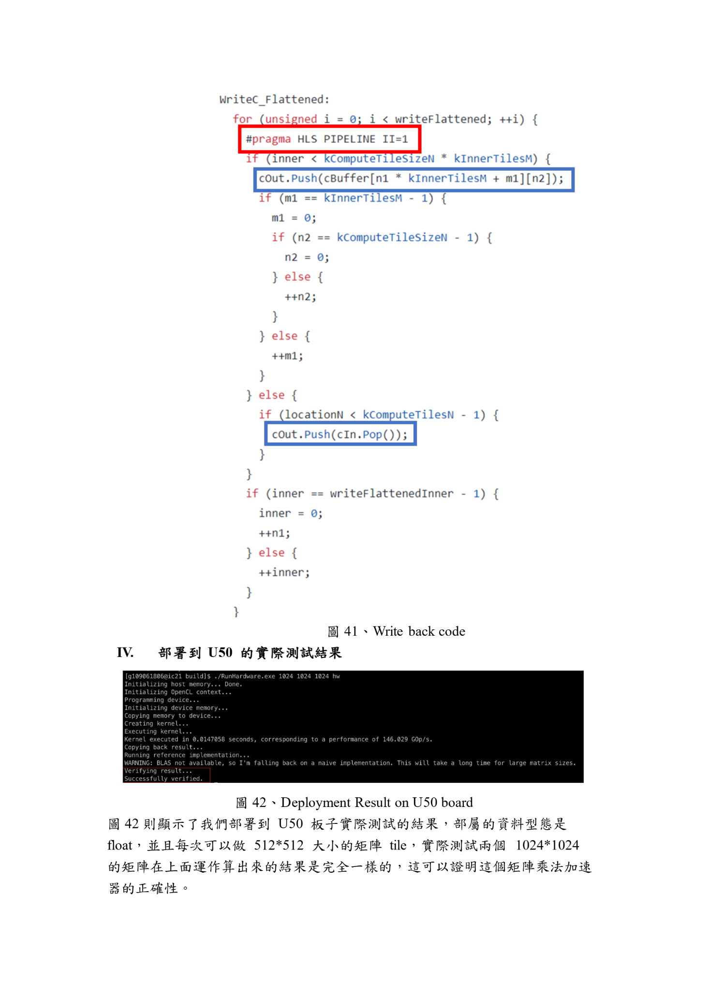 WriteC_Flattened:
for (unsigned i = 0; i < writeFlattened; ++i) {
#pragma HLS PIPELINE II=1
if (inner < kComputeTileSizeN * kInnerTilesM) {
cOut.Push(cBuffer[n1 * kInnerTilesM + m1][n2]);
if (m1 == kInnerTilesM - 1) {
m1 = 0;
if (n2 == kComputeTileSizeN - 1) {
n2 = 0;
} else {
++n2;
}
} else {
++m1;
}
} else {
if (locationN < kComputeTilesN - 1) {
cOut.Push(cIn.Pop());
}
}
if (inner == writeFlattenedInner - 1) {
inner = 0;
++n1;
} else {
++inner;
}
}
圖 41、Write back code
IV. 部署到 U50 的實際測試結果
[g109061806@ic21 build]$ ./RunHardware.exe 1024 1024 1024 hw
Initializing host memory... Done.
Initializing OpenCL context...
Programming device...
Initializing device memory...
Copying memory to device...
Creating kernel...
Executing kernel...
Kernel executed in 0.0147058 seconds, corresponding to a performance of 146.029 GOp/s.
Copying back result...
Running reference implementation...
WARNING: BLAS not available, so I'm falling back on a naive implementation. This will take a long time for large matrix sizes.
Verifying result...
Successfully verified.
圖 42、Deployment Result on U50 board
圖 42 則顯示了我們部署到 U50 板子實際測試的結果，部屬的資料型態是
float，並且每次可以做 512*512 大小的矩陣 tile，實際測試兩個 1024*1024
的矩陣在上面運作算出來的結果是完全一樣的，這可以證明這個矩陣乘法加速
器的正確性。